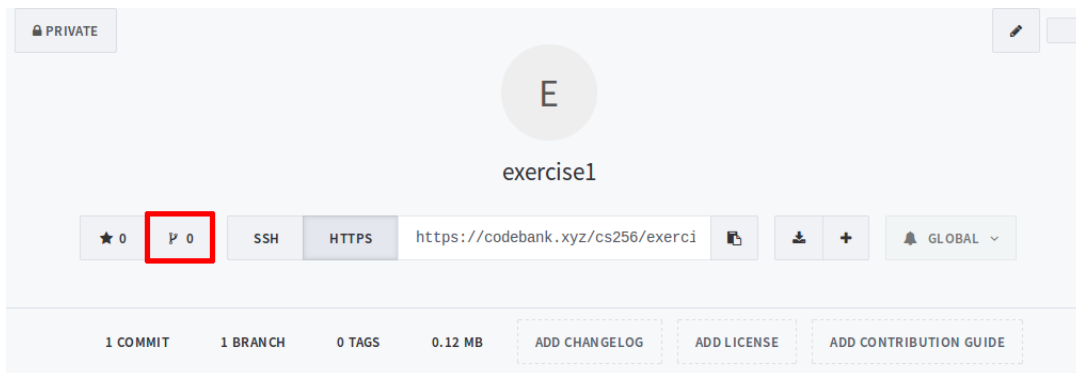 PRIVATE
E
exercise1
0 0 SSH HTTPS https://codebank.xyz/cs256/exerci GLOBAL
1 COMMIT 1 BRANCH 0 TAGS 0.12 MB ADD CHANGELOG ADD LICENSE ADD CONTRIBUTION GUIDE